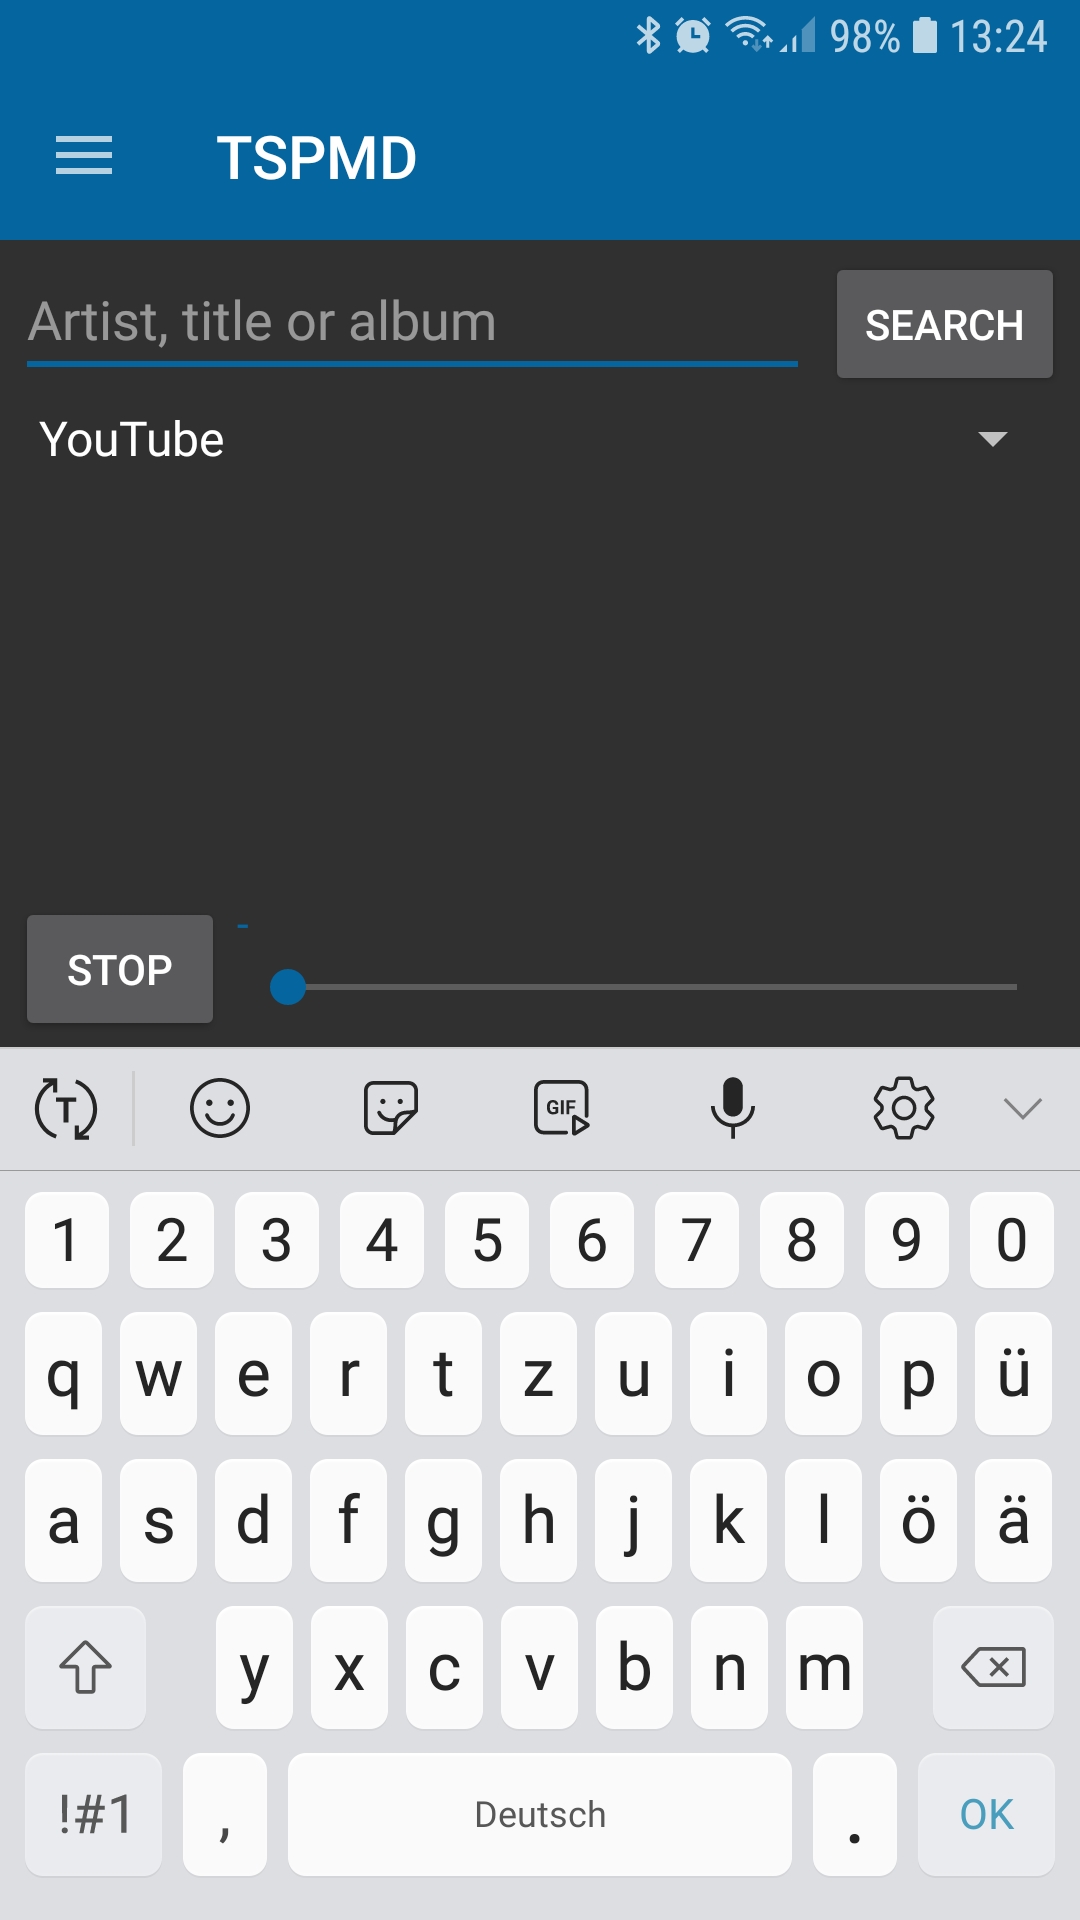 98% 13:24
TSPMD
Artist, title or album SEARCH
YouTube
-
STOP
T GIF
1 2 3 4 5 6 7 8 9 0
q w e r t z u i o p ü
a s d f g h j k l ö ä
y x c v b n m
!#1 , Deutsch . OK